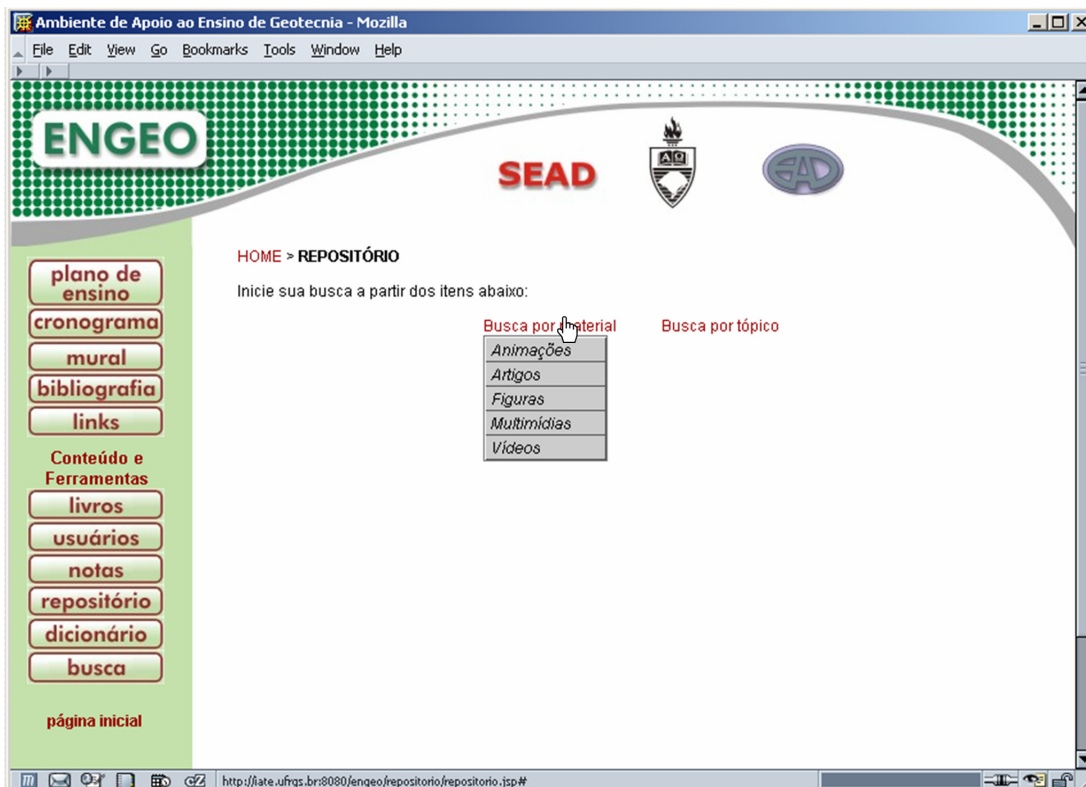 Ambiente de Apoio ao Ensino de Geotecnia - Mozilla
File Edit View Go Bookmarks Tools Window Help
ENGEO
SEAD
ΑΩ
EAD
HOME > REPOSITÓRIO
Inicie sua busca a partir dos itens abaixo:
Busca por material Busca por tópico
Animações
Artigos
Figuras
Multimídias
Vídeos
plano de
ensino
cronograma
mural
bibliografia
links
Conteúdo e
Ferramentas
livros
usuários
notas
repositório
dicionário
busca
página inicial
http://iate.ufrgs.br:8080/engeo/repositorio/repositorio.jsp#